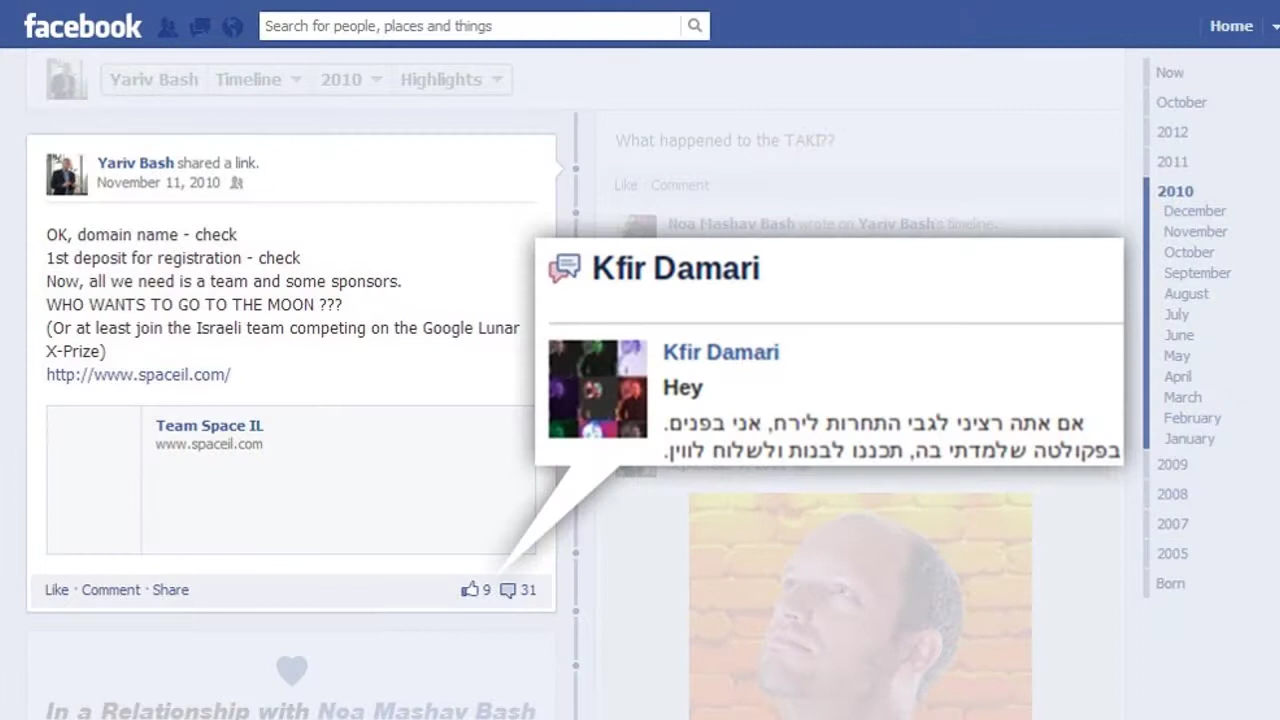 facebook
Search for people, places and things
Home
Yariv Bash
Timeline
2010
Highlights
Yariv Bash shared a link.
November 11, 2010
OK, domain name - check
1st deposit for registration - check
Now, all we need is a team and some sponsors.
WHO WANTS TO GO TO THE MOON ???
(Or at least join the Israeli team competing on the Google Lunar
X-Prize)
http://www.spaceil.com/
Team Space IL
www.spaceil.com
Like · Comment · Share
9
31
In a Relationship with Noa Mashav Bash
What happened to the TAKI??
Like Comment
Noa Mashav Bash wrote on Yariv Bash's timeline.
Kfir Damari
Kfir Damari
Hey
אם אתה רציני לגבי התחרות לירח, אני בפנים.
בפקולטה שלמדתי בה, תכננו לבנות ולשלוח לווין.
Now
October
2012
2011
2010
December
November
October
September
August
July
June
May
April
March
February
January
2009
2008
2007
2005
Born